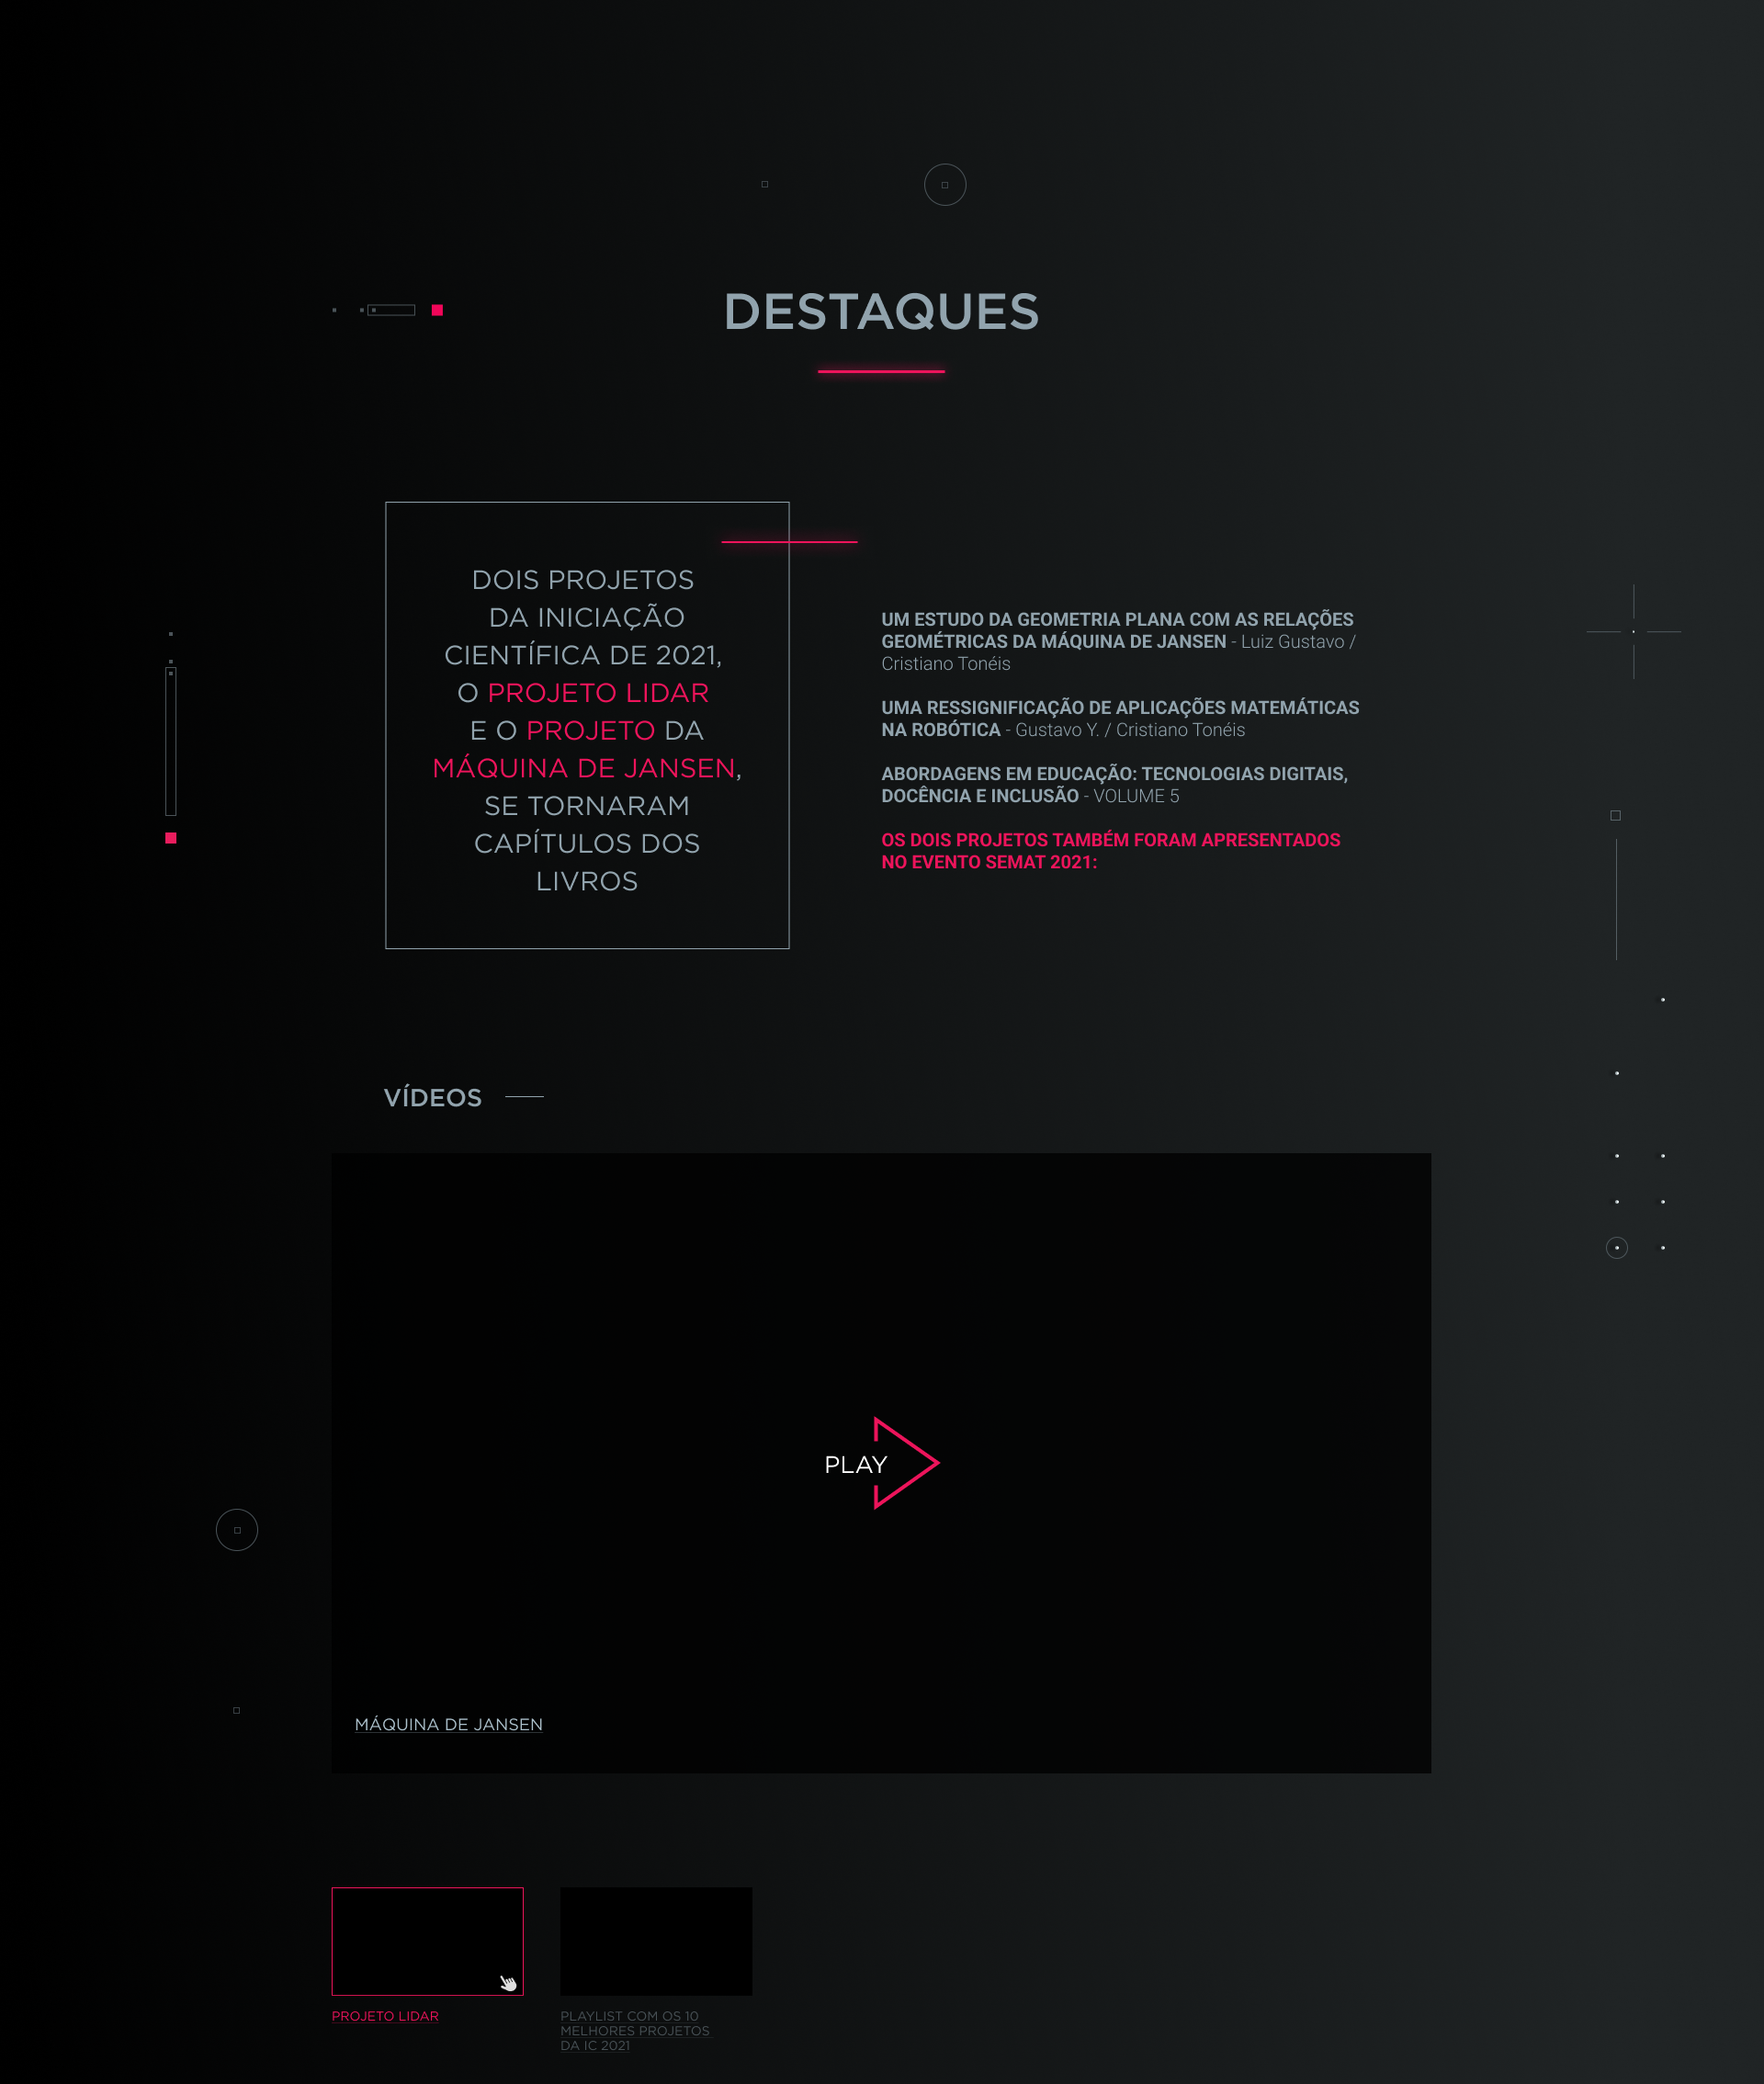 DESTAQUES
DOIS PROJETOS
DA INICIAÇÃO
CIENTÍFICA DE 2021,
O PROJETO LIDAR
E O PROJETO DA
MÁQUINA DE JANSEN,
SE TORNARAM
CAPÍTULOS DOS
LIVROS
UM ESTUDO DA GEOMETRIA PLANA COM AS RELAÇÕES
GEOMÉTRICAS DA MÁQUINA DE JANSEN - Luiz Gustavo /
Cristiano Tonéis
UMA RESSIGNIFICAÇÃO DE APLICAÇÕES MATEMÁTICAS
NA ROBÓTICA - Gustavo Y. / Cristiano Tonéis
ABORDAGENS EM EDUCAÇÃO: TECNOLOGIAS DIGITAIS,
DOCÊNCIA E INCLUSÃO - VOLUME 5
OS DOIS PROJETOS TAMBÉM FORAM APRESENTADOS
NO EVENTO SEMAT 2021:
VÍDEOS
PLAY
MÁQUINA DE JANSEN
PROJETO LIDAR
PLAYLIST COM OS 10
MELHORES PROJETOS
DA IC 2021